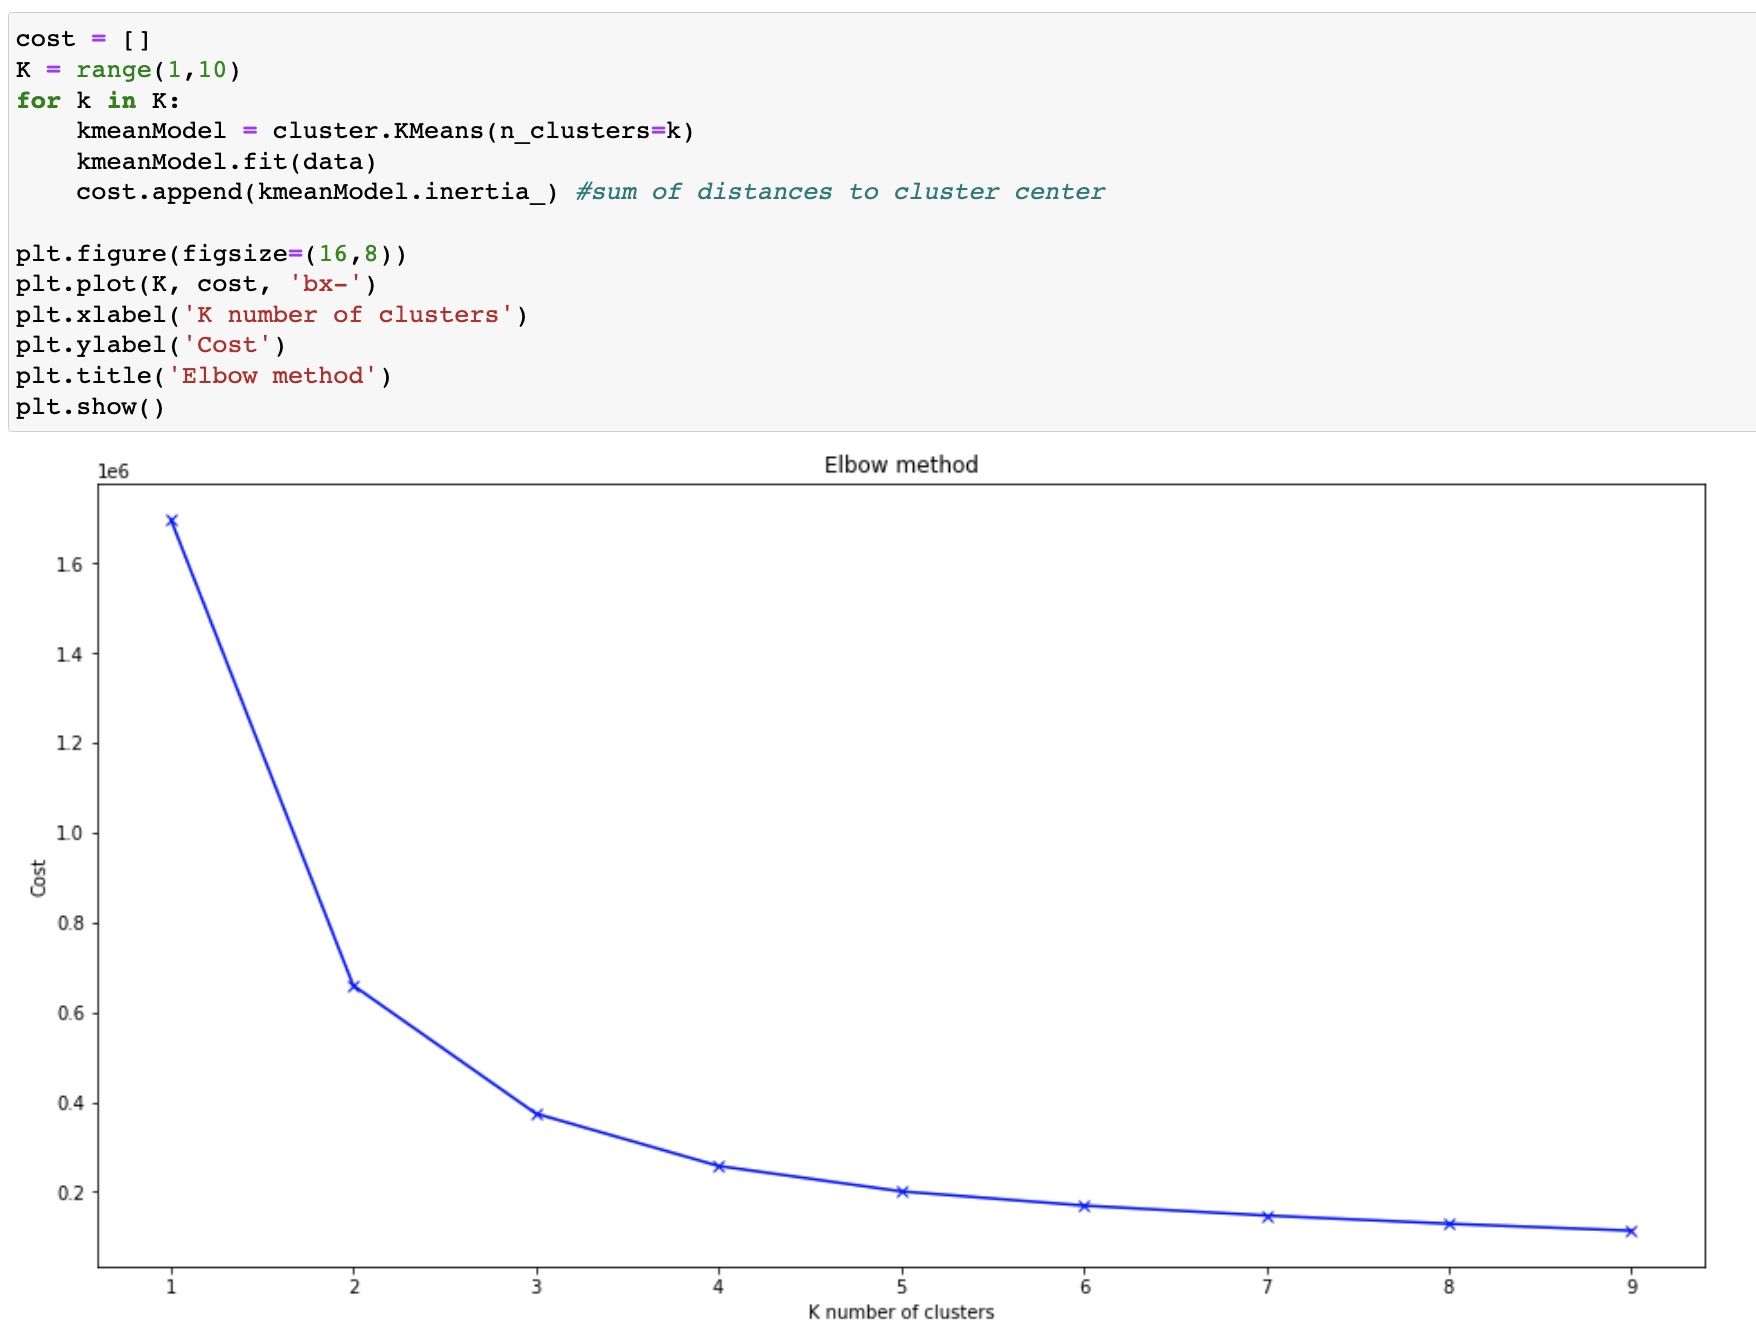 cost = []
K = range(1,10)
for k in K:
    kmeanModel = cluster.KMeans(n_clusters=k)
    kmeanModel.fit(data)
    cost.append(kmeanModel.inertia_) #sum of distances to cluster center
plt.figure(figsize=(16,8))
plt.plot(K, cost, 'bx-')
plt.xlabel('K number of clusters')
plt.ylabel('Cost')
plt.title('Elbow method')
plt.show()
Elbow method
1e6
1.6
1.4
1.2
1.0
0.8
0.6
0.4
0.2
Cost
1 2 3 4 5 6 7 8 9
K number of clusters